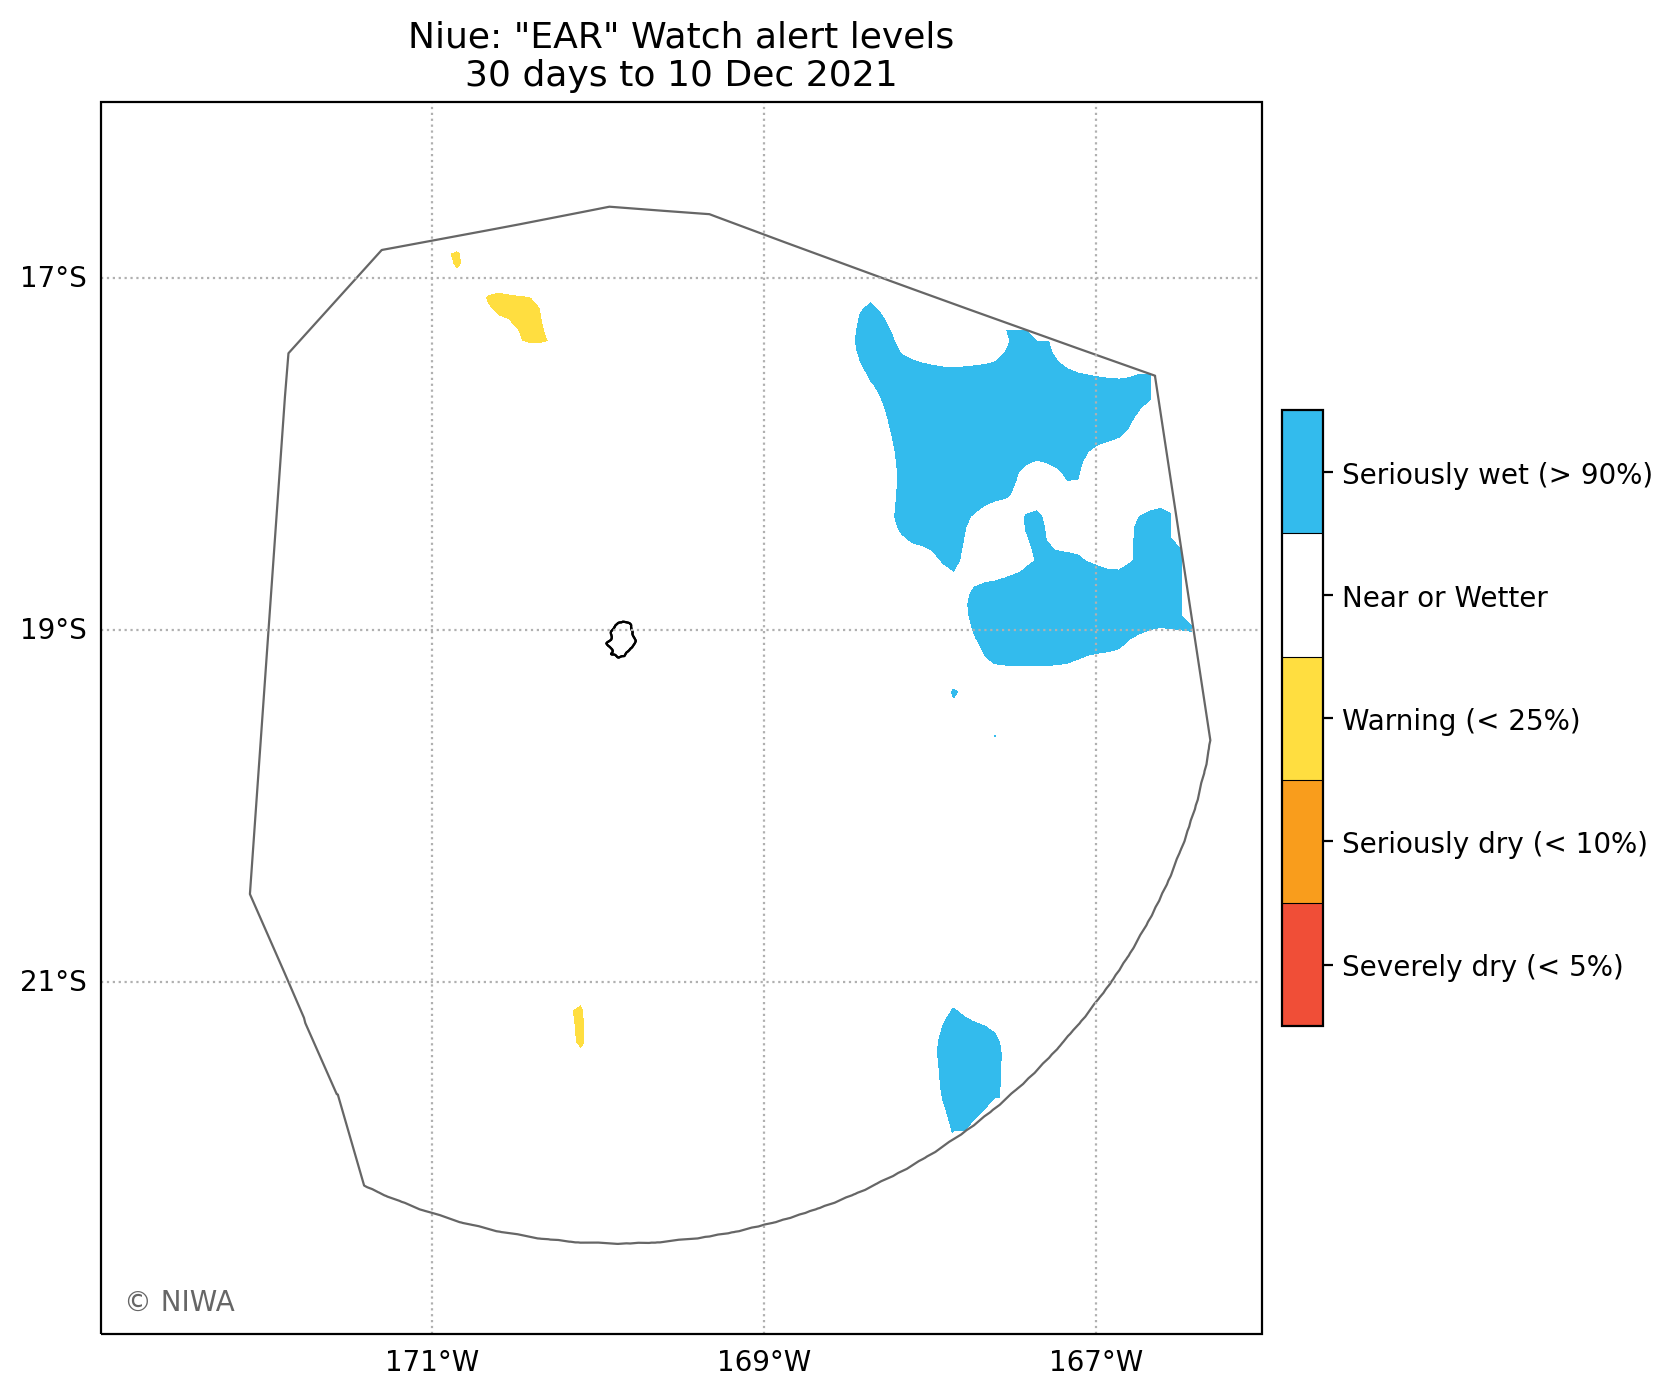 Niue: "EAR" Watch alert levels
30 days to 10 Dec 2021
17°S
19°S
21°S
171°W
169°W
167°W
© NIWA
Seriously wet (> 90%)
Near or Wetter
Warning (< 25%)
Seriously dry (< 10%)
Severely dry (< 5%)